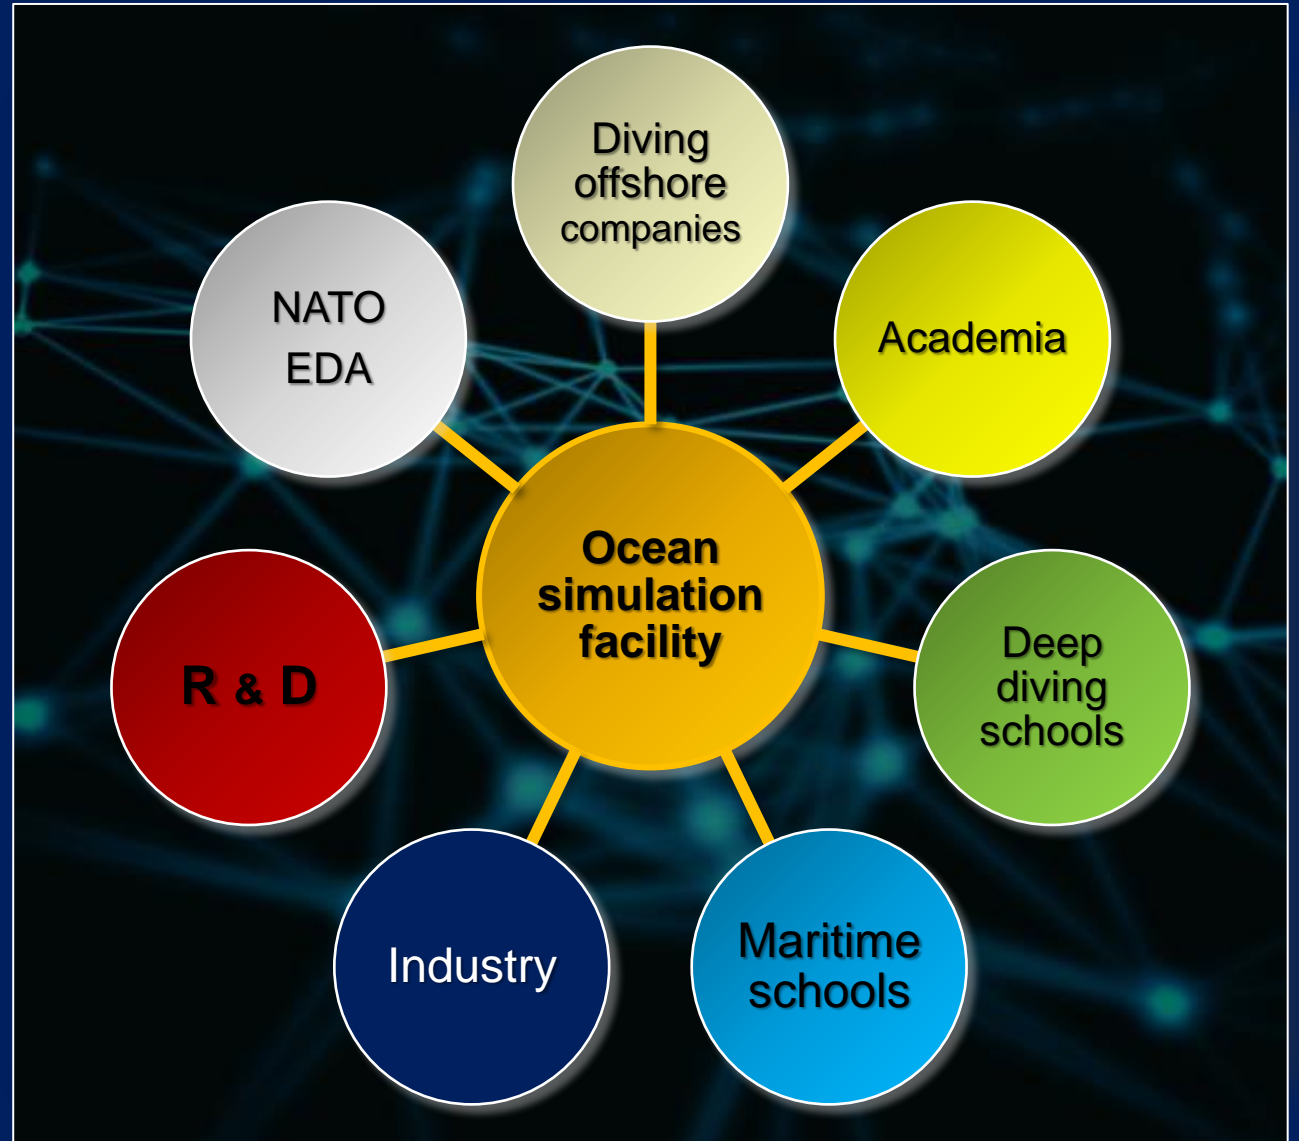 Diving
offshore
companies
NATO
EDA
Academia
Ocean
simulation
facility
R & D
Deep
diving
schools
Industry
Maritime
schools